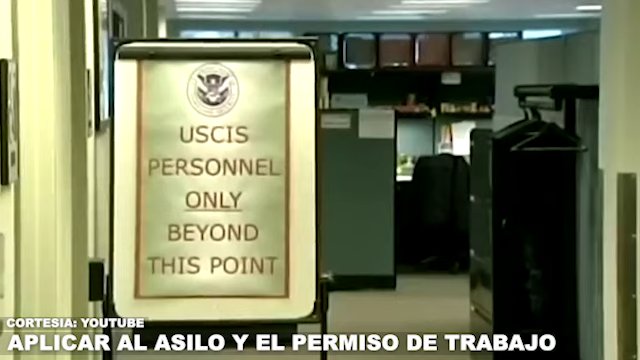 USCIS
PERSONNEL
ONLY
BEYOND
THIS POINT
CORTESIA: YOUTUBE
APLICAR AL ASILO Y EL PERMISO DE TRABAJO